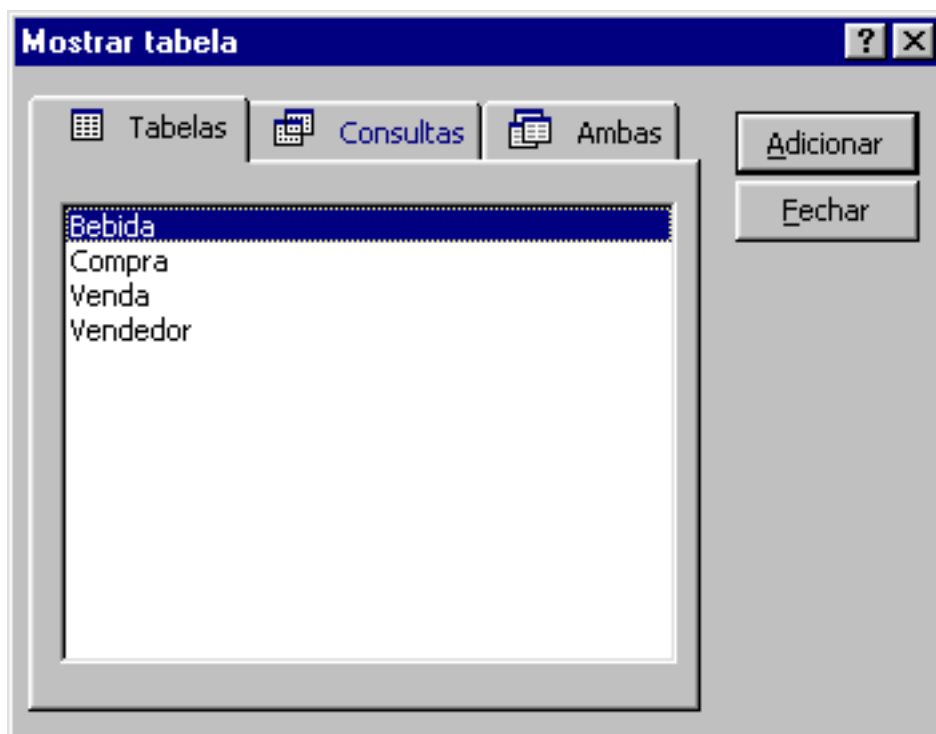 Mostrar tabela
Tabelas Consultas Ambas
Adicionar
Fechar
Bebida
Compra
Venda
Vendedor